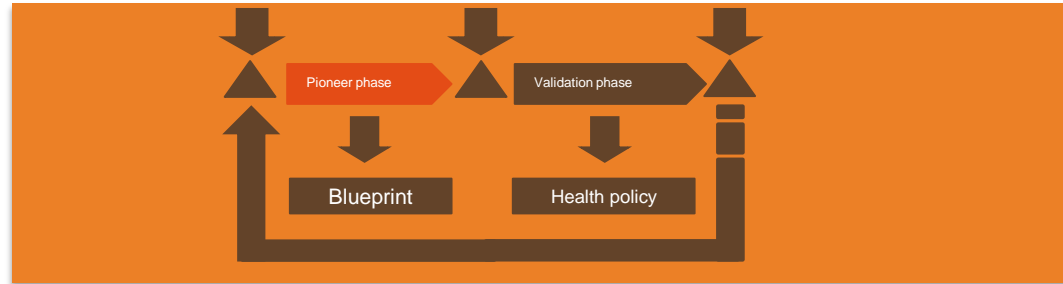 Pioneer phase
Validation phase
Blueprint
Health policy